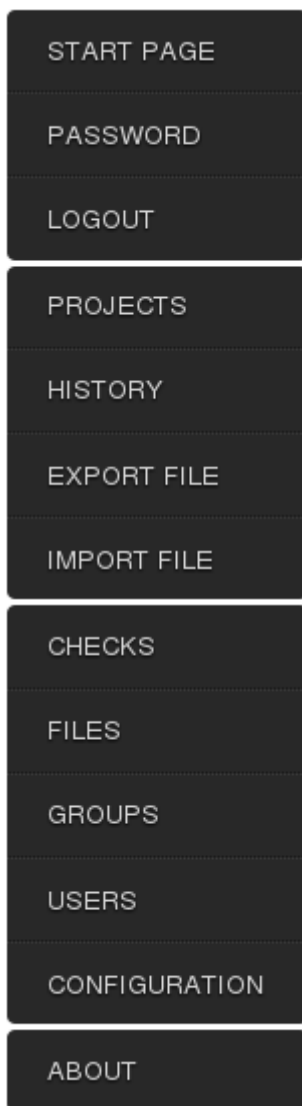 START PAGE
PASSWORD
LOGOUT
PROJECTS
HISTORY
EXPORT FILE
IMPORT FILE
CHECKS
FILES
GROUPS
USERS
CONFIGURATION
ABOUT